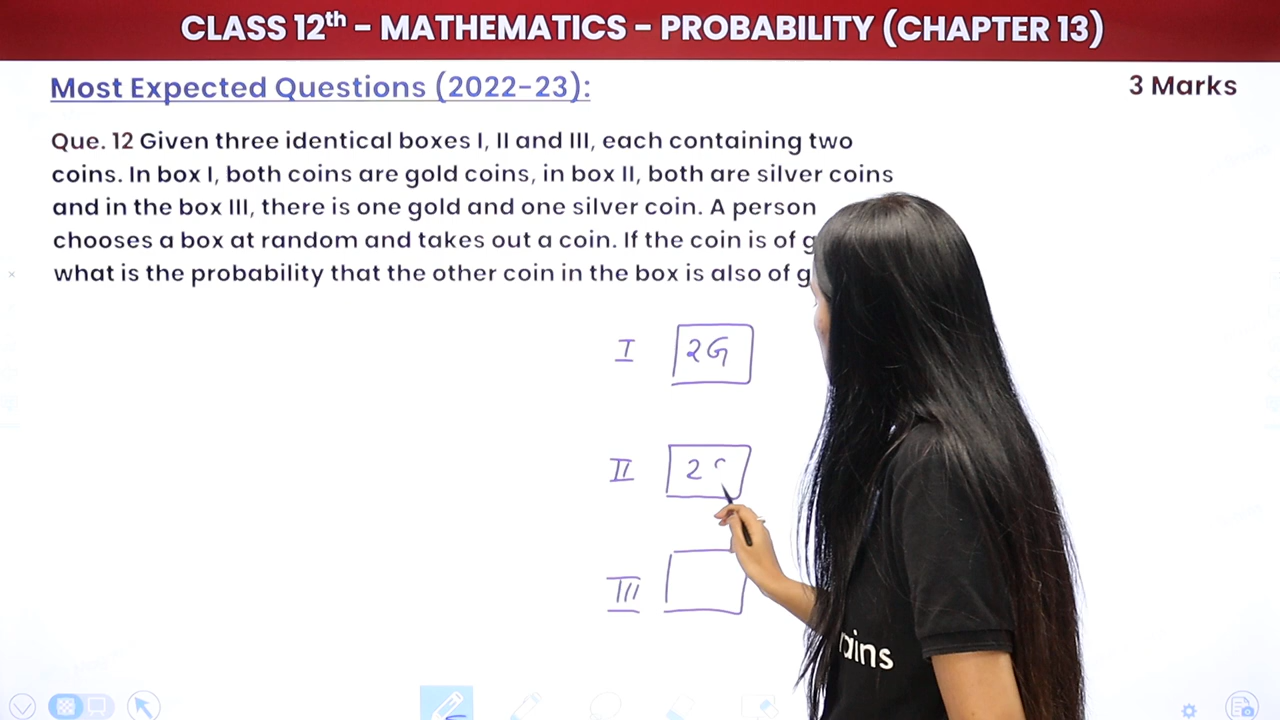 CLASS 12th - MATHEMATICS - PROBABILITY (CHAPTER 13)
Most Expected Questions (2022-23):
3 Marks
Que. 12 Given three identical boxes I, II and III, each containing two
coins. In box I, both coins are gold coins, in box II, both are silver coins
and in the box III, there is one gold and one silver coin. A person
chooses a box at random and takes out a coin. If the coin is of
what is the probability that the other coin in the box is also of
I 2G
II 2
III